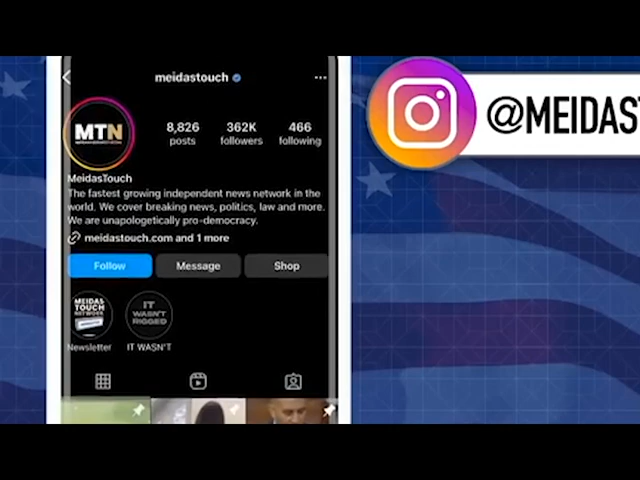 meidastouch
@MEIDAST
MTN
8,826 362K 466
posts followers following
MeidasTouch
The fastest growing independent news network in the
world. We cover breaking news, politics, law and more.
We are unapologetically pro-democracy.
meidastouch.com and 1 more
Follow Message Shop
MEIDAS
TOUCH
NETWORK
IT
WASN'T
RIGGED
Newsletter IT WASN'T